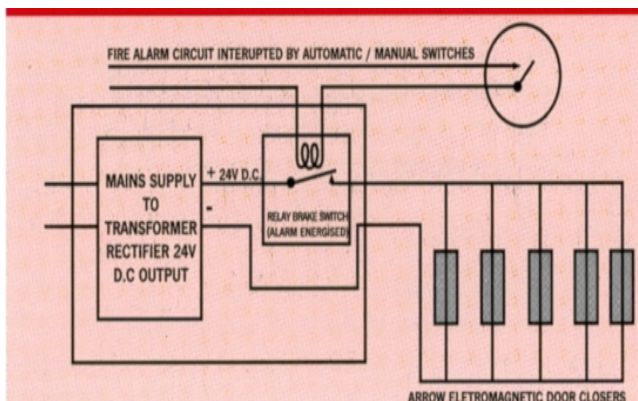 FIRE ALARM CIRCUIT INTERUPTED BY AUTOMATIC / MANUAL SWITCHES
MAINS SUPPLY
TO
TRANSFORMER
RECTIFIER 24V
D.C OUTPUT
+ 24V D.C.
-
RELAY BRAKE SWITCH
(ALARM ENERGISED)
ARROW ELETROMAGNETIC DOOR CLOSERS